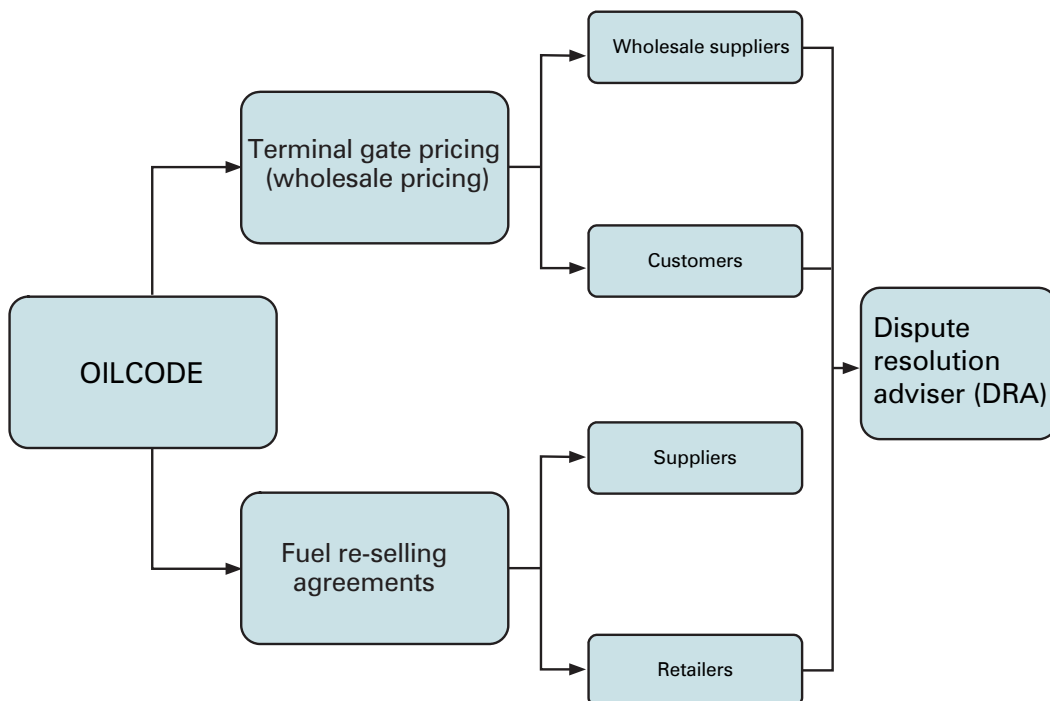 Wholesale suppliers
Terminal gate pricing
(wholesale pricing)
Customers
OILCODE
Dispute
resolution
adviser (DRA)
Suppliers
Fuel re-selling
agreements
Retailers